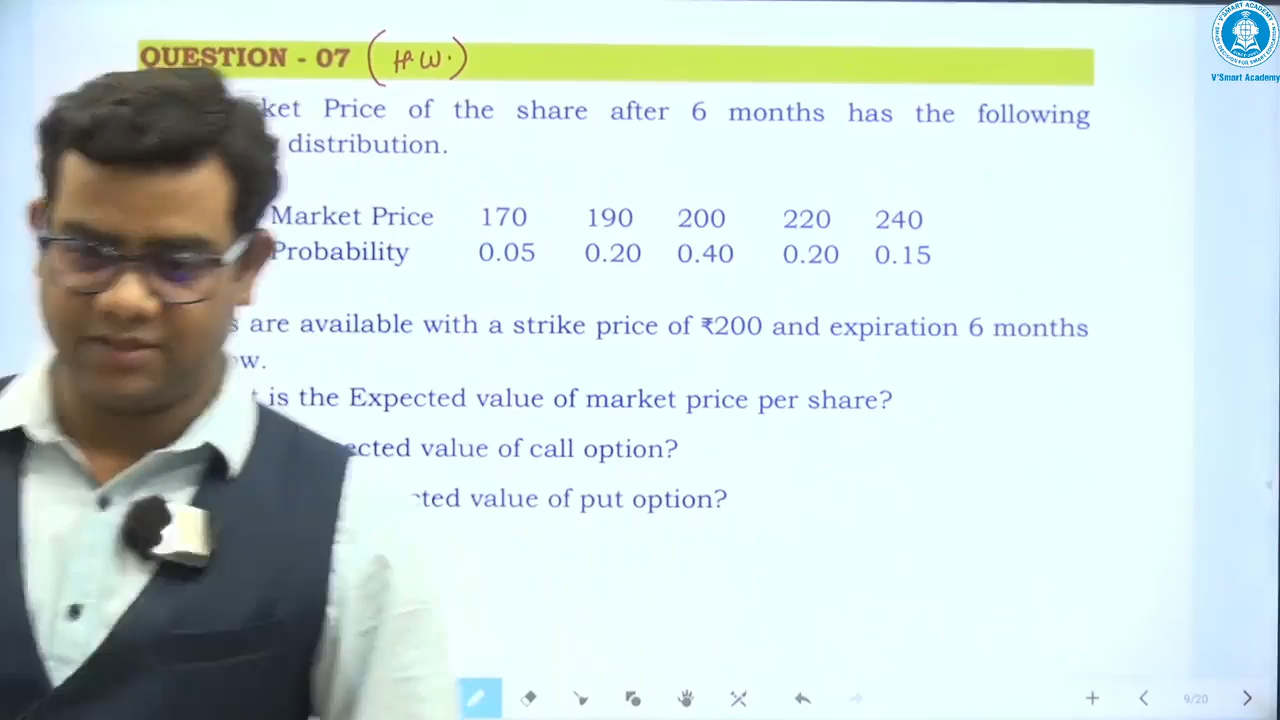 QUESTION - 07 (H.W.)
Price of the share after 6 months has the following
distribution.
Market Price 170 190 200 220 240
Probability 0.05 0.20 0.40 0.20 0.15
are available with a strike price of ₹200 and expiration 6 months
is the Expected value of market price per share?
value of call option?
value of put option?
9/20
V'SMART ACADEMY
V'Smart Academy